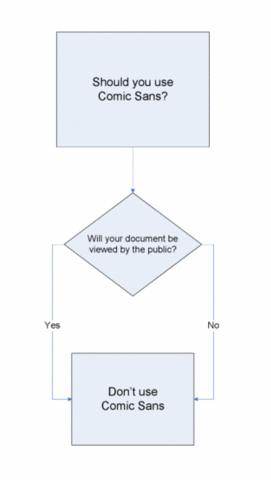 Should you use
Comic Sans?
Will your document be
viewed by the public?
Yes
No
Don't use
Comic Sans